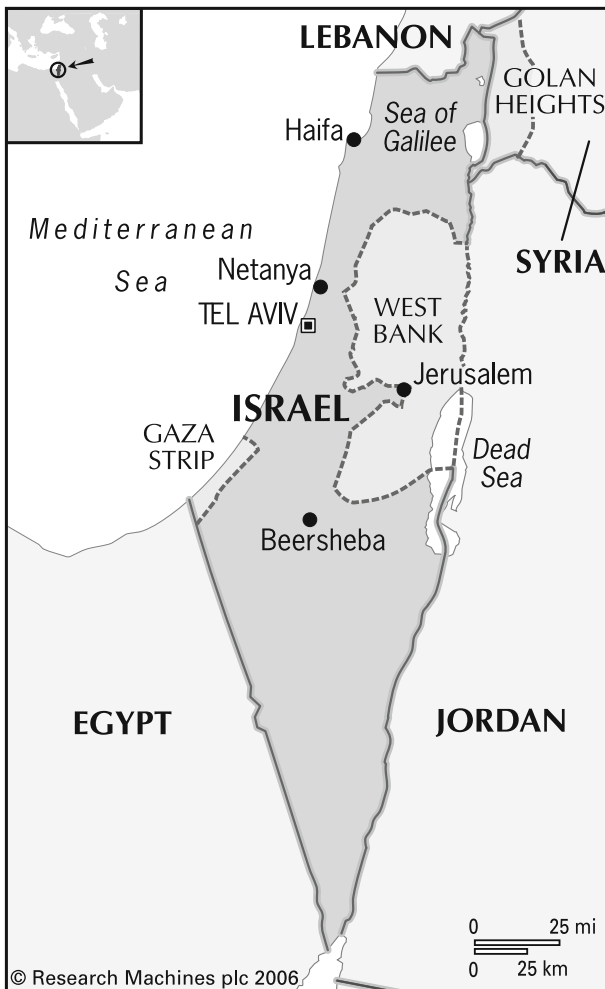 LEBANON
GOLAN
HEIGHTS
Sea of
Galilee
Haifa
Mediterranean
Sea
SYRIA
Netanya
TEL AVIV
WEST
BANK
Jerusalem
ISRAEL
GAZA
STRIP
Dead
Sea
Beersheba
EGYPT
JORDAN
0 25 mi
0 25 km
© Research Machines plc 2006